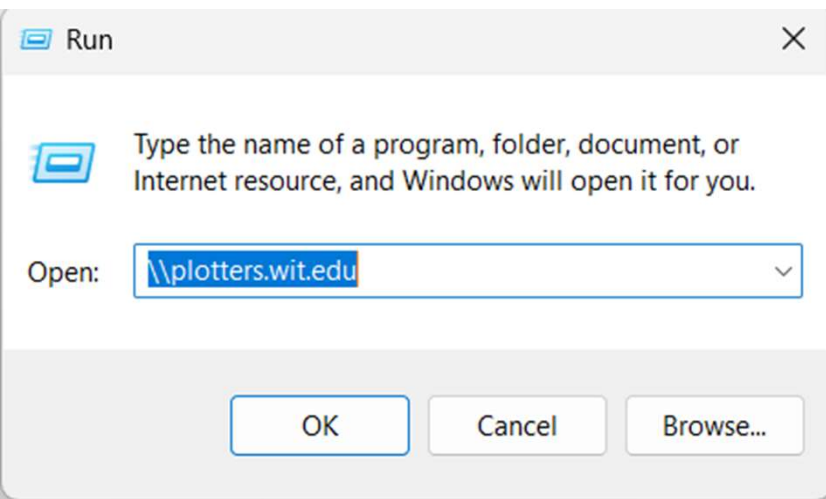 Run
Type the name of a program, folder, document, or
Internet resource, and Windows will open it for you.
Open: \\plotters.wit.edu
OK Cancel Browse...